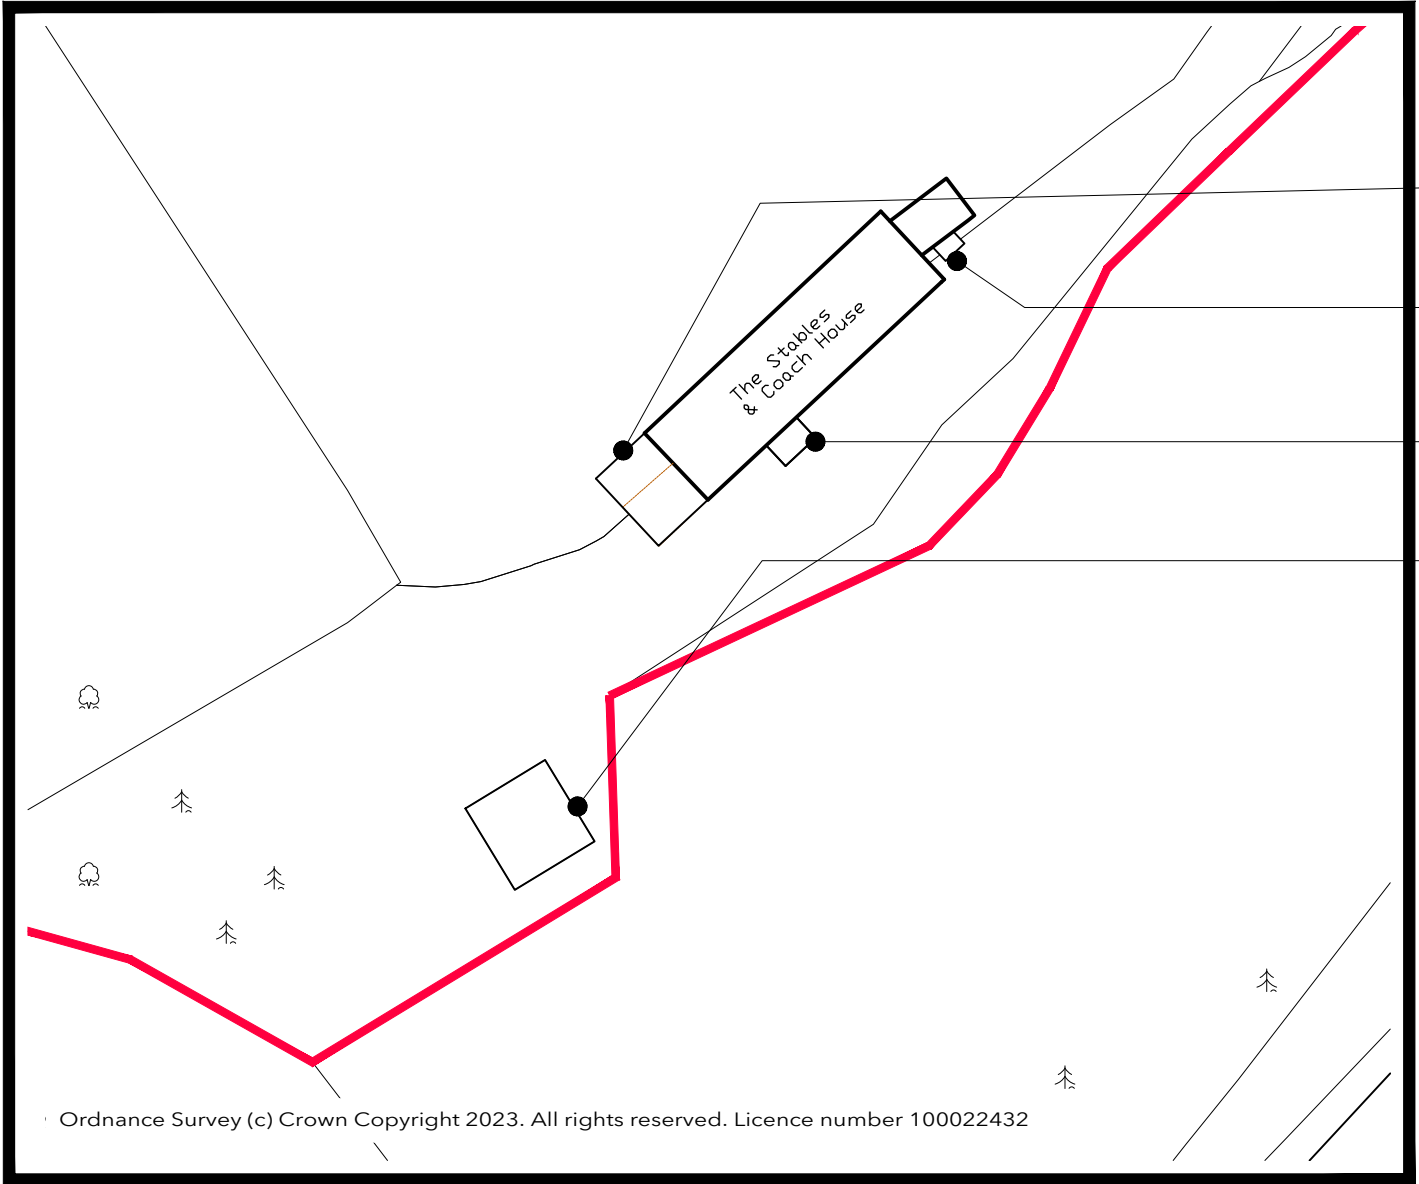 The Stables
& Coach House
Ordnance Survey (c) Crown Copyright 2023. All rights reserved. Licence number 100022432